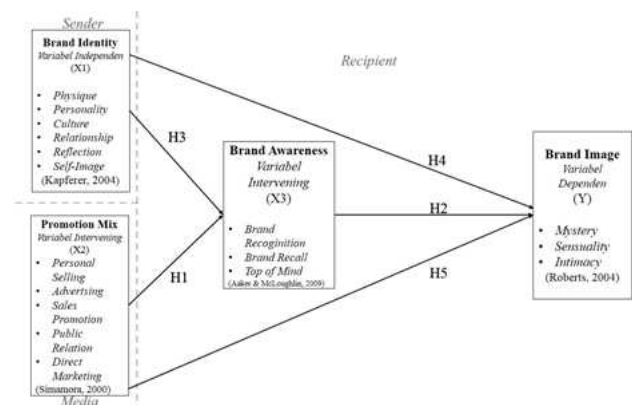 Sender
Brand Identity
Variabel Independen
(X1)
• Physique
• Personality
• Culture
• Relationship
• Reflection
• Self-Image
(Kapferer, 2004)
Recipient
H3
H4
Brand Awareness
Variabel
Intervening
(X3)
• Brand
Recoginition
• Brand Recall
• Top of Mind
(Aaker & McLoughlin, 2009)
H2
Brand Image
Variabel
Dependen
(Y)
• Mystery
• Sensuality
• Intimacy
(Roberts, 2004)
Promotion Mix
Variabel Intervening
(X2)
• Personal
Selling
• Advertising
• Sales
Promotion
• Public
Relation
• Direct
Marketing
(Simamora, 2000)
Media
H1
H5